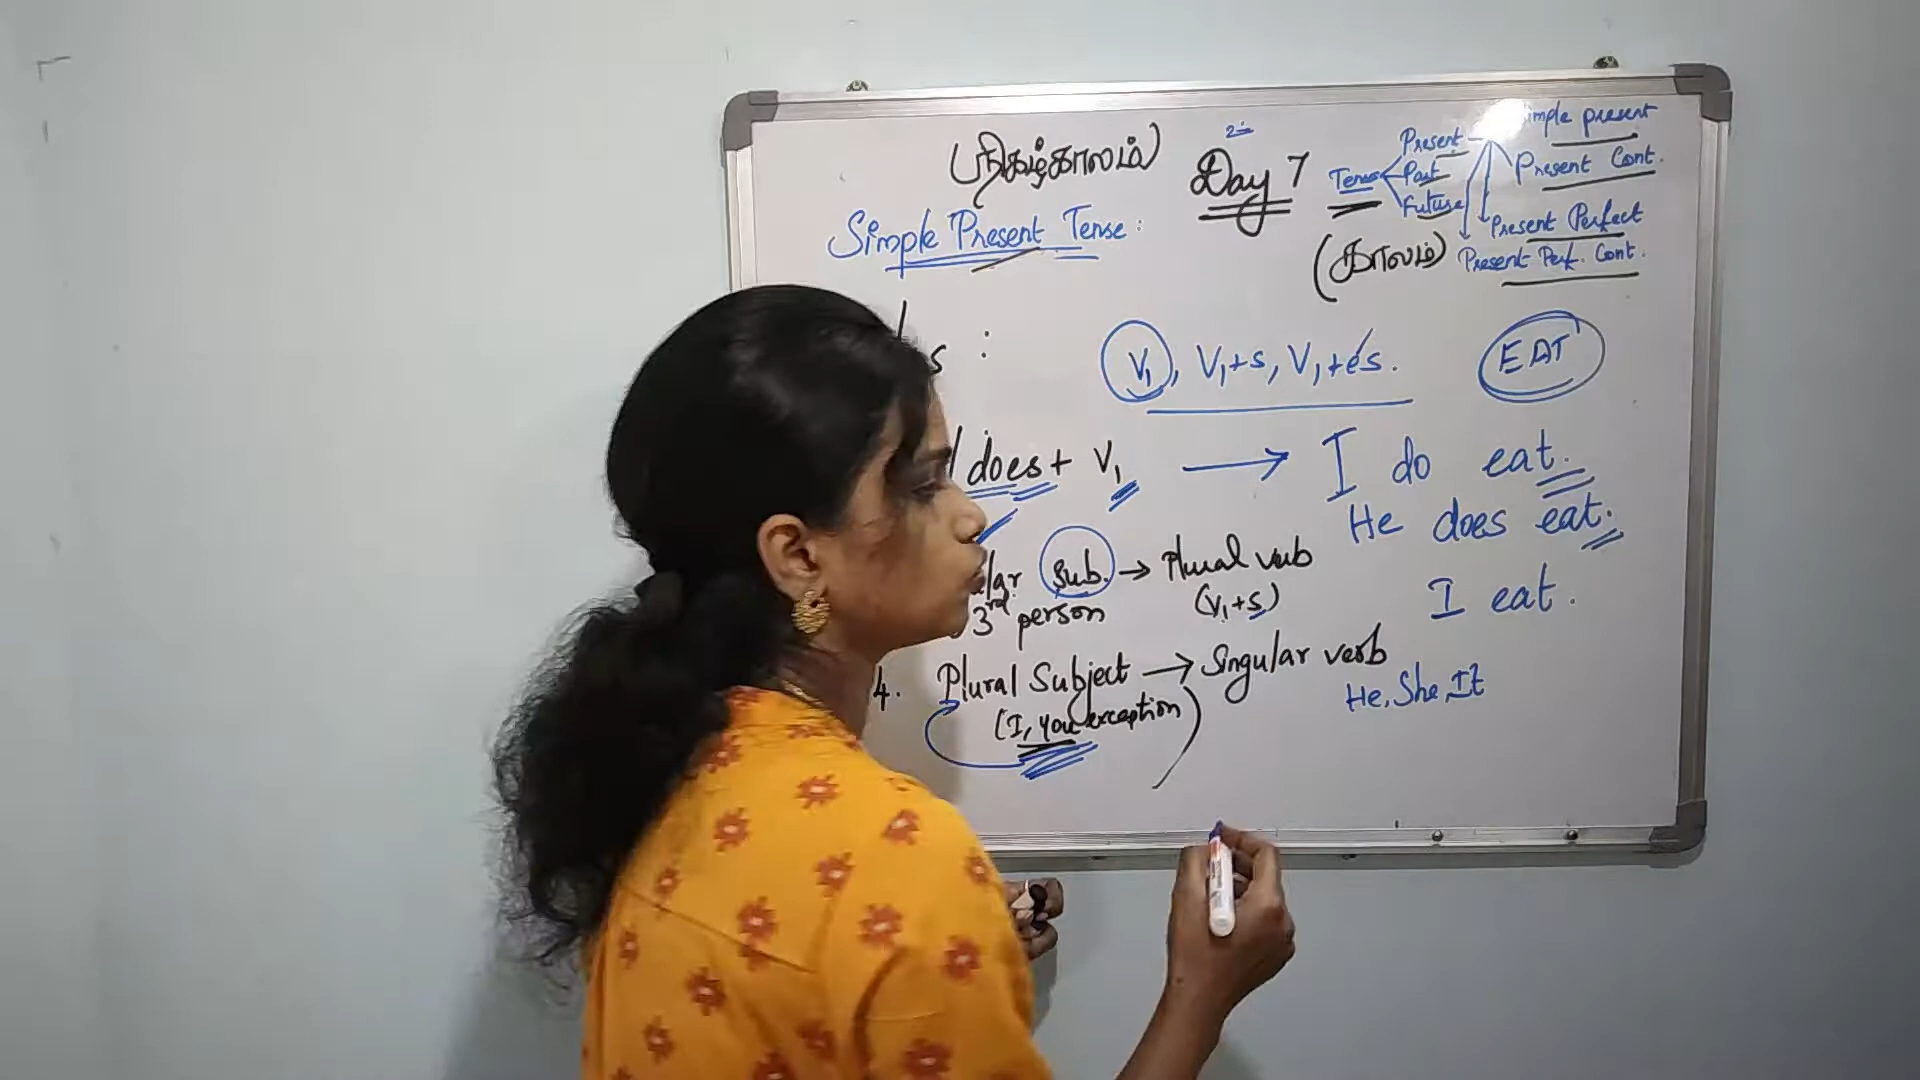 Day 7
2
Tense
Present
Past
Future
Simple present
Present Cont.
Present Perfect
Present Perf. Cont.
(காலம்)
Simple Present Tense:
s :
V1, V1+s, V1+es.
EAT
does + V1 → I do eat.
He does eat.
sub. → Plural verb
3rd person (V1+s)
I eat.
4. Plural Subject → Singular verb
(I, you exception)
He, She, It